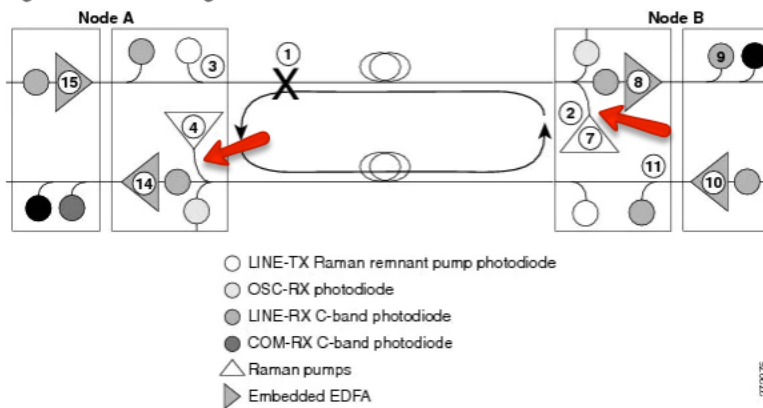 Node A
Node B
1
15
3
8
9
4
2
7
11
14
10
LINE-TX Raman remnant pump photodiode
OSC-RX photodiode
LINE-RX C-band photodiode
COM-RX C-band photodiode
Raman pumps
Embedded EDFA